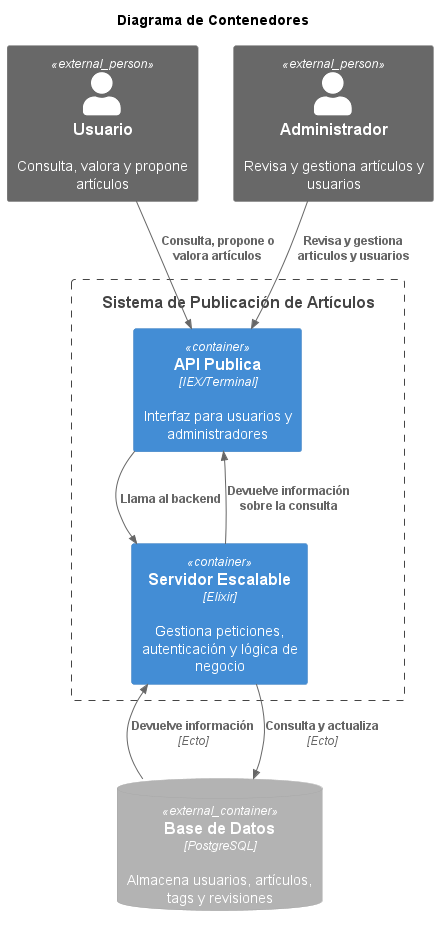 Diagrama de Contenedores
«external_person»
Usuario
Consulta, valora y propone
artículos
«external_person»
Administrador
Revisa y gestiona artículos y
usuarios
Consulta, propone o
valora artículos
Revisa y gestiona
articulos y usuarios
Sistema de Publicación de Artículos
«container»
API Publica
[IEX/Terminal]
Interfaz para usuarios y
administradores
Llama al backend
Devuelve información
sobre la consulta
«container»
Servidor Escalable
[Elixir]
Gestiona peticiones,
autenticación y lógica de
negocio
Devuelve información
[Ecto]
Consulta y actualiza
[Ecto]
«external_container»
Base de Datos
[PostgreSQL]
Almacena usuarios, artículos,
tags y revisiones